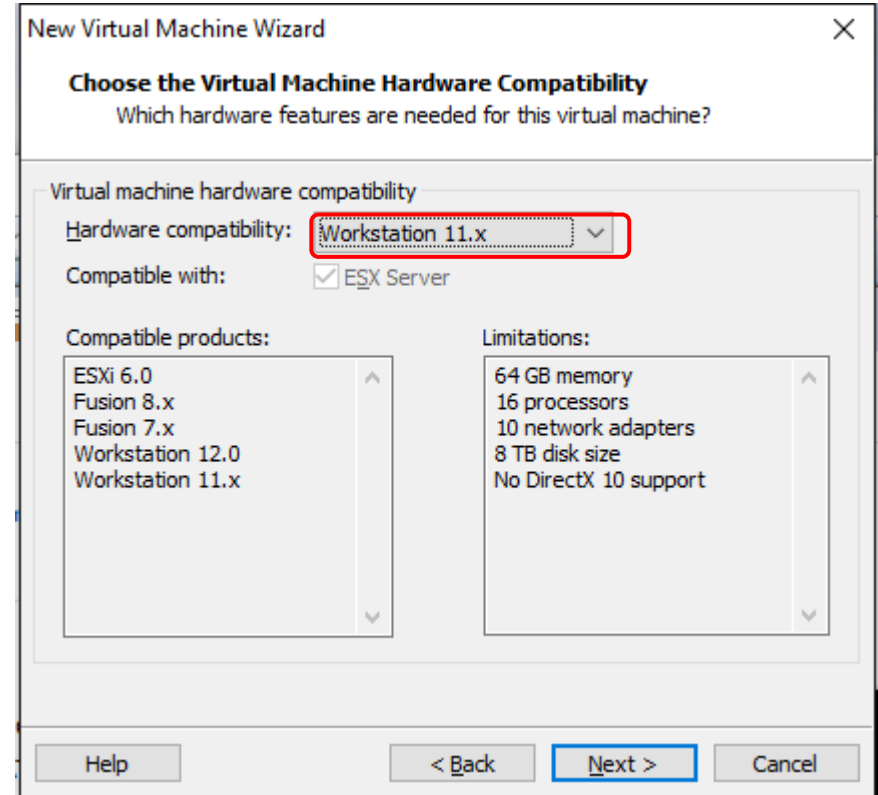 New Virtual Machine Wizard
Choose the Virtual Machine Hardware Compatibility
Which hardware features are needed for this virtual machine?
Virtual machine hardware compatibility
Hardware compatibility: Workstation 11.x
Compatible with: ESX Server
Compatible products:
ESXi 6.0
Fusion 8.x
Fusion 7.x
Workstation 12.0
Workstation 11.x
Limitations:
64 GB memory
16 processors
10 network adapters
8 TB disk size
No DirectX 10 support
Help < Back Next > Cancel